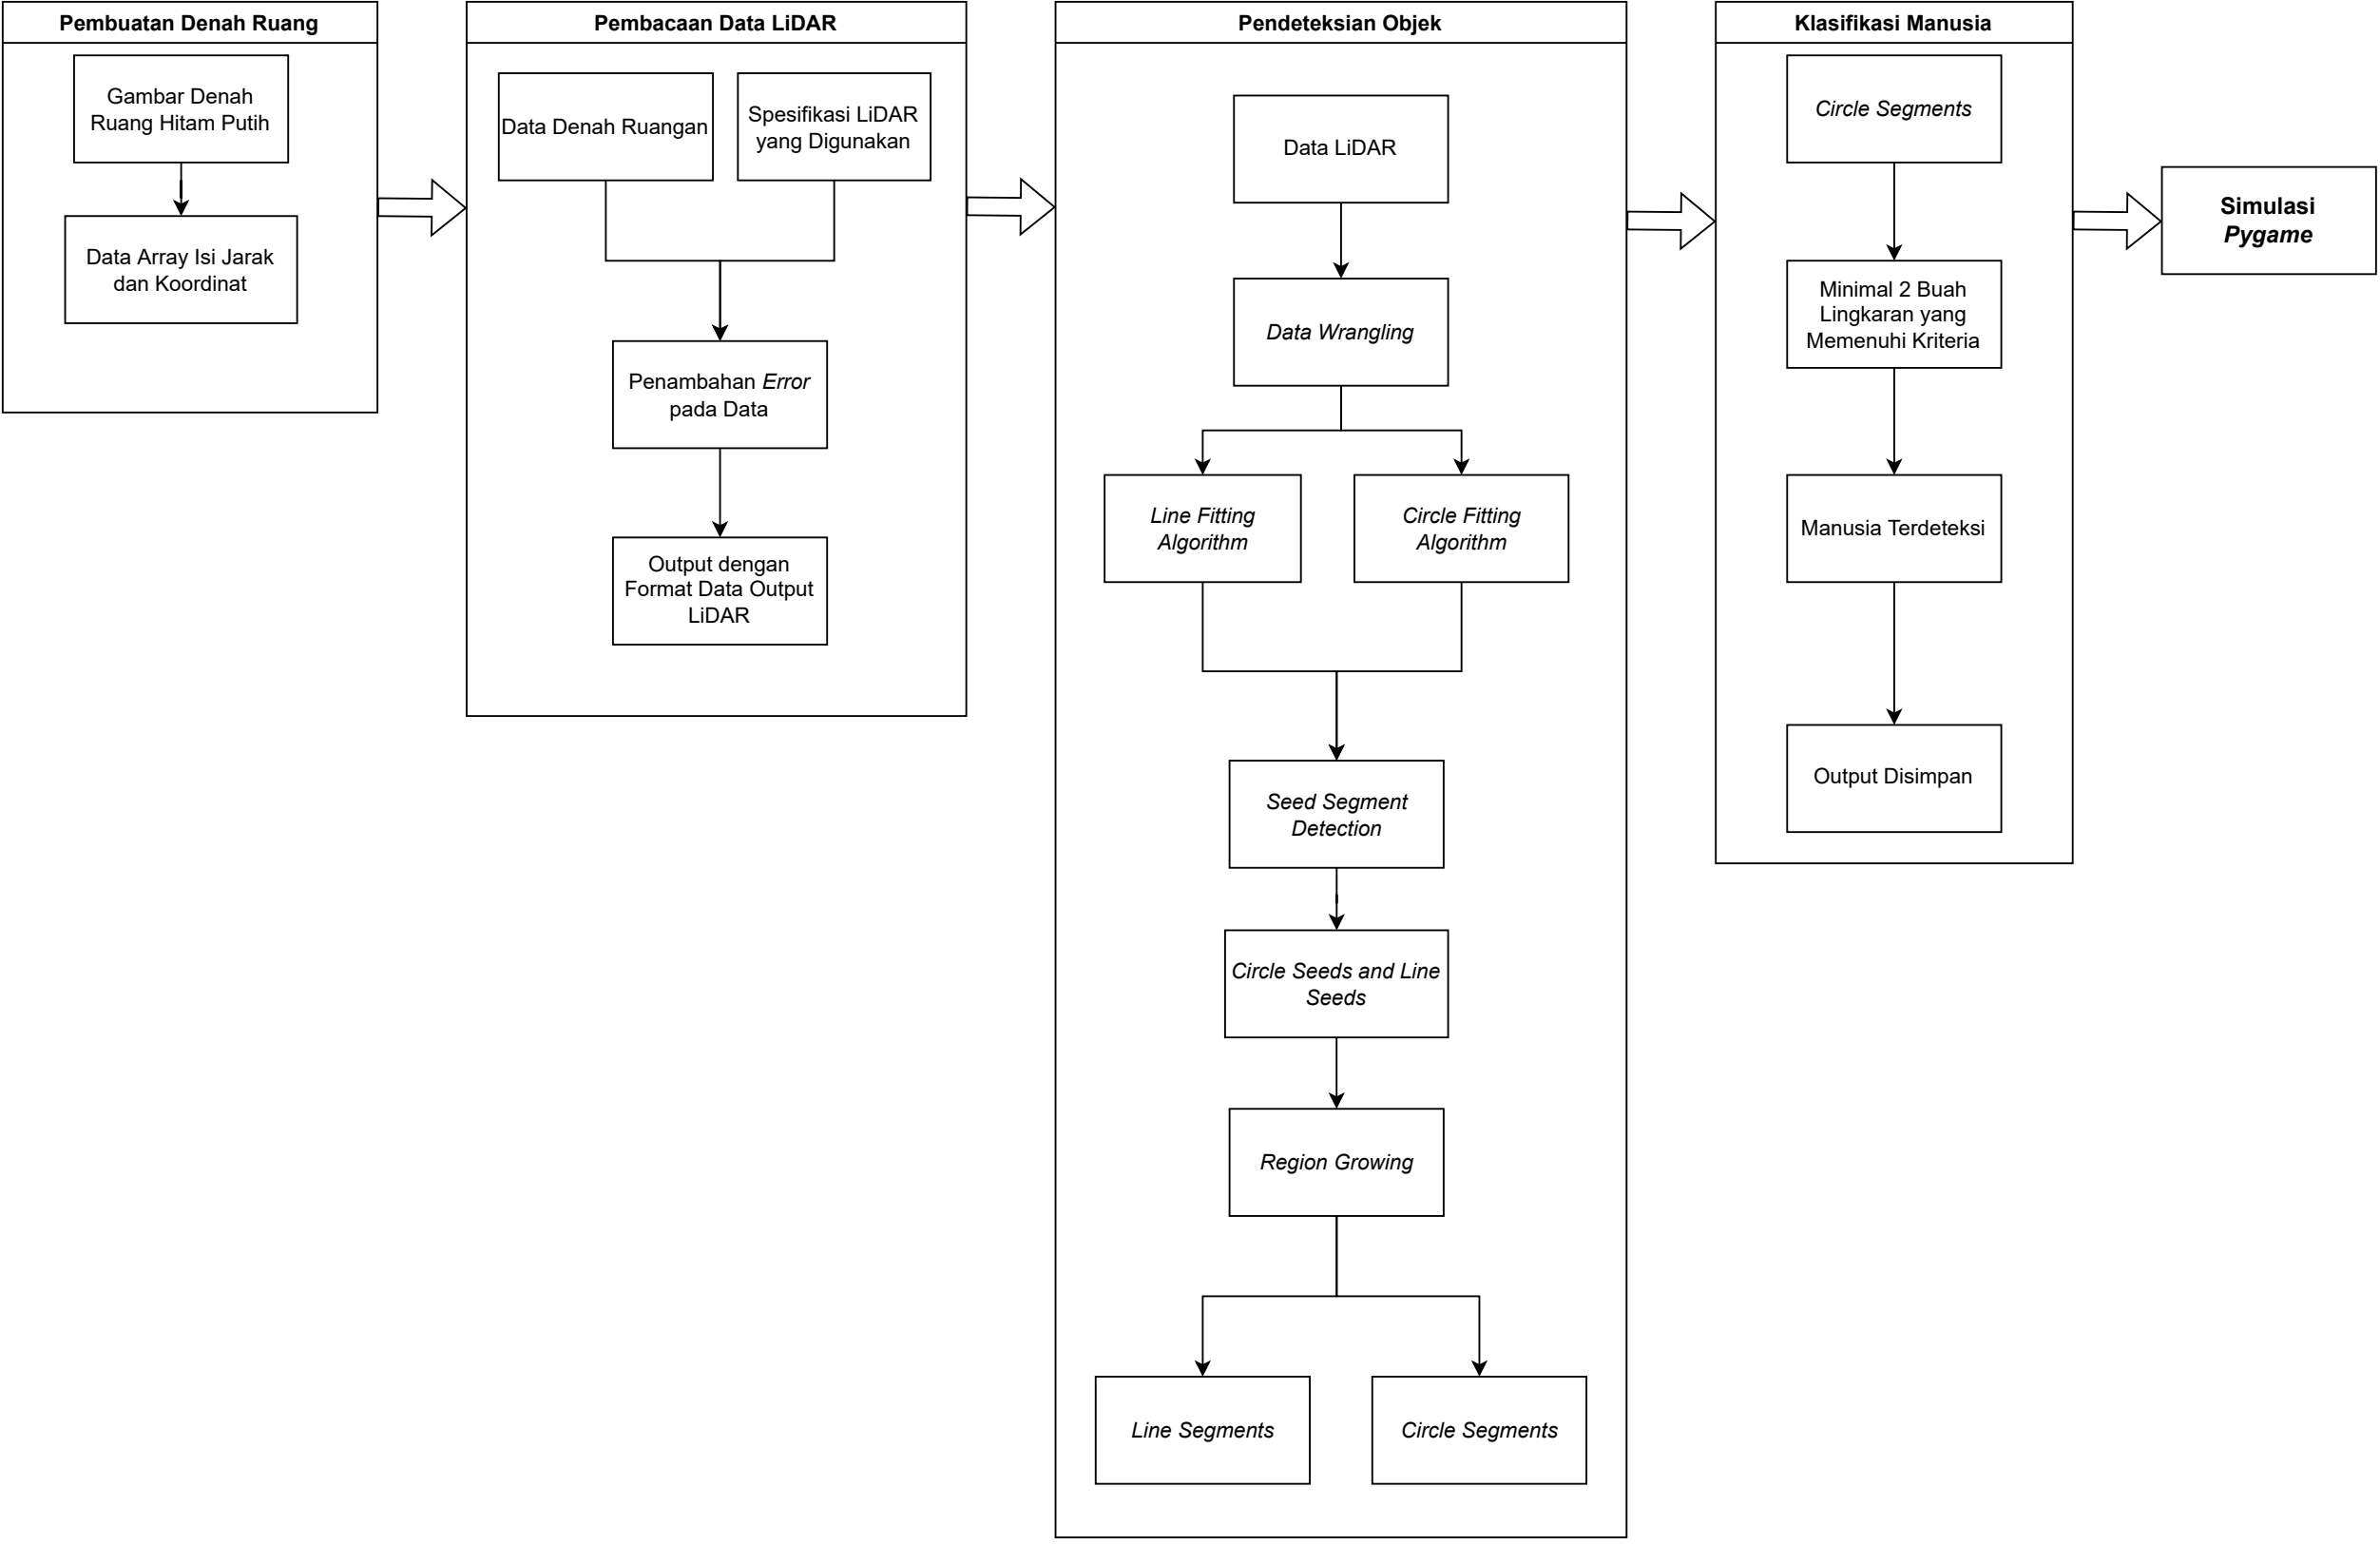 Pembuatan Denah Ruang
Gambar Denah
Ruang Hitam Putih
Data Array Isi Jarak
dan Koordinat
Pembacaan Data LiDAR
Data Denah Ruangan
Spesifikasi LiDAR
yang Digunakan
Penambahan Error
pada Data
Output dengan
Format Data Output
LiDAR
Pendeteksian Objek
Data LiDAR
Data Wrangling
Line Fitting
Algorithm
Circle Fitting
Algorithm
Seed Segment
Detection
Circle Seeds and Line
Seeds
Region Growing
Line Segments
Circle Segments
Klasifikasi Manusia
Circle Segments
Minimal 2 Buah
Lingkaran yang
Memenuhi Kriteria
Manusia Terdeteksi
Output Disimpan
Simulasi
Pygame